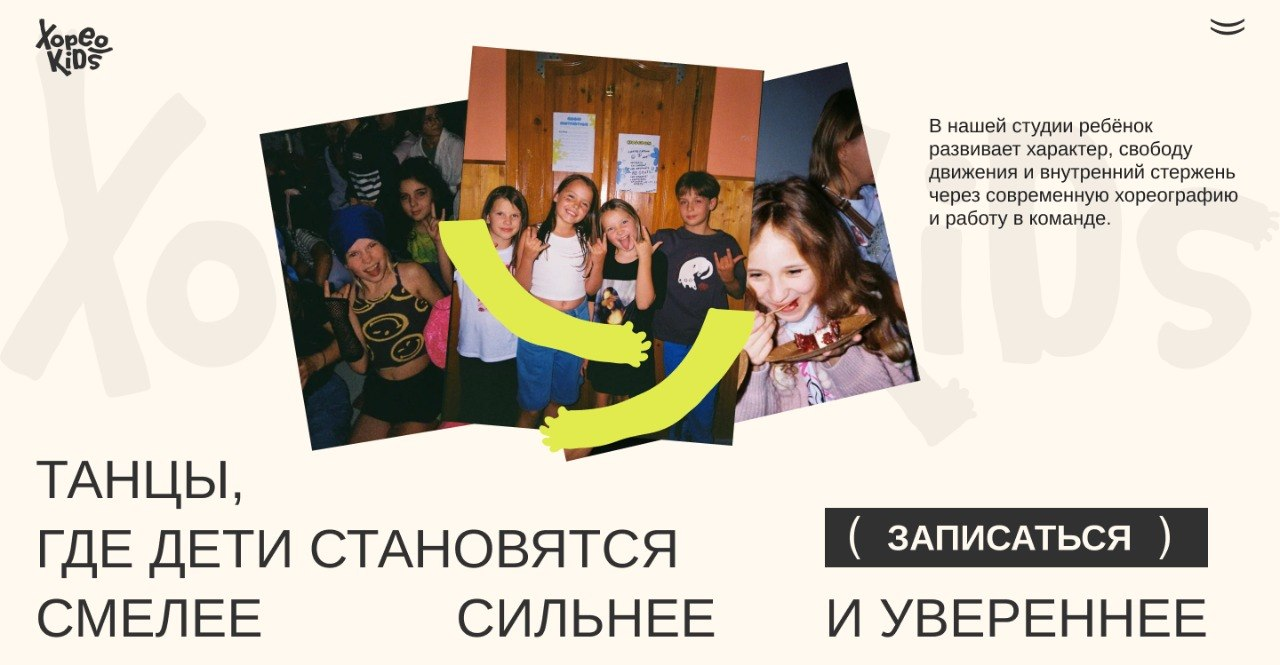 Хорео
KiDS
В нашей студии ребёнок
развивает характер, свободу
движения и внутренний стержень
через современную хореографию
и работу в команде.
ТАНЦЫ,
ГДЕ ДЕТИ СТАНОВЯТСЯ
( ЗАПИСАТЬСЯ )
СМЕЛЕЕ СИЛЬНЕЕ И УВЕРЕННЕЕ